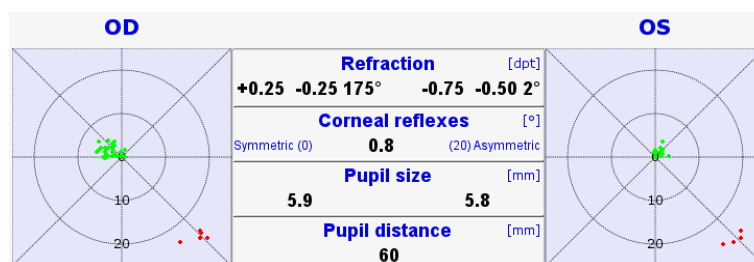 OD
OS
Refraction [dpt]
+0.25 -0.25 175° -0.75 -0.50 2°
Corneal reflexes [°]
Symmetric (0) 0.8 (20) Asymmetric
Pupil size [mm]
5.9 5.8
Pupil distance [mm]
60
10 10
20 20